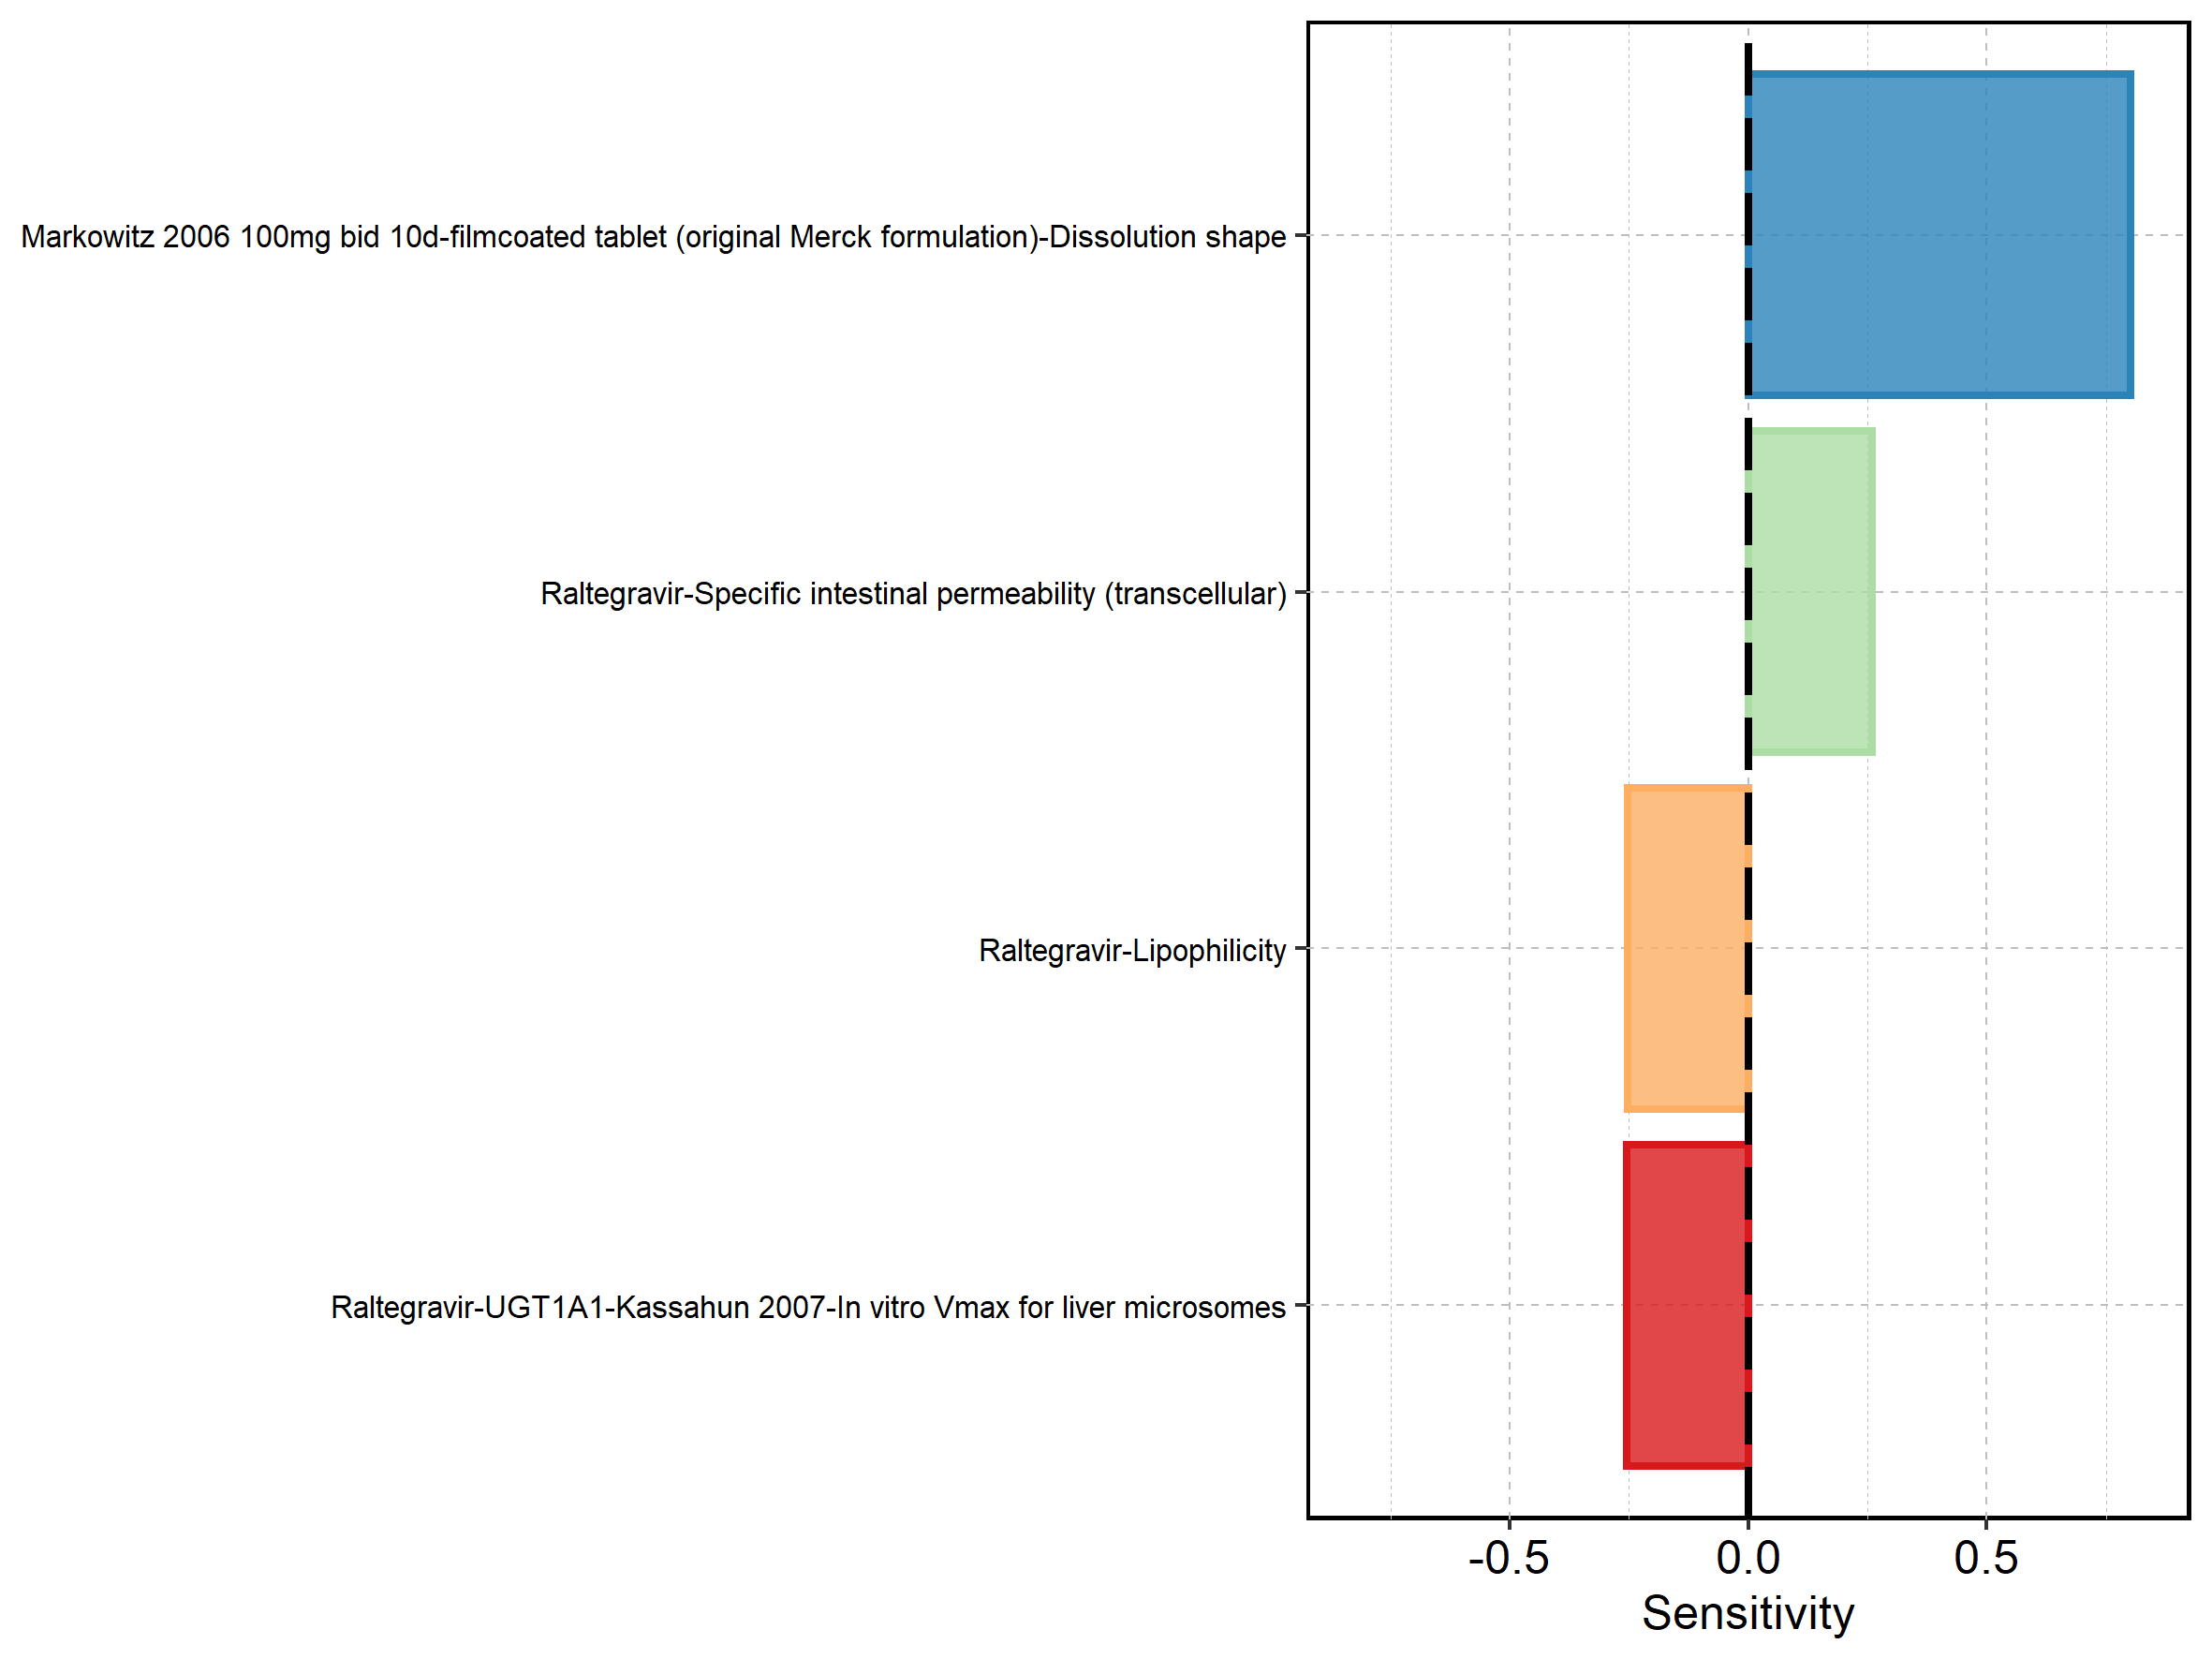 Markowitz 2006 100mg bid 10d-filmcoated tablet (original Merck formulation)-Dissolution shape
Raltegravir-Specific intestinal permeability (transcellular)
Raltegravir-Lipophilicity
Raltegravir-UGT1A1-Kassahun 2007-In vitro Vmax for liver microsomes
-0.5 0.0 0.5
Sensitivity